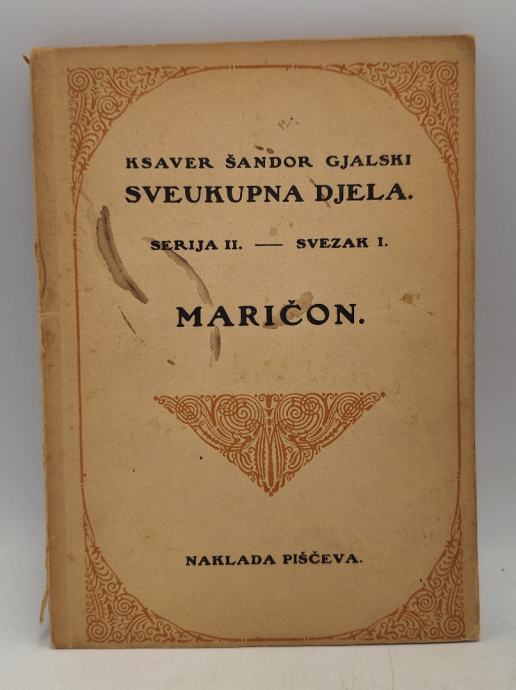 KSAVER ŠANDOR GJALSKI
SVEUKUPNA DJELA.
SERIJA II. — SVEZAK I.
MARIČON.
NAKLADA PIŠČEVA.